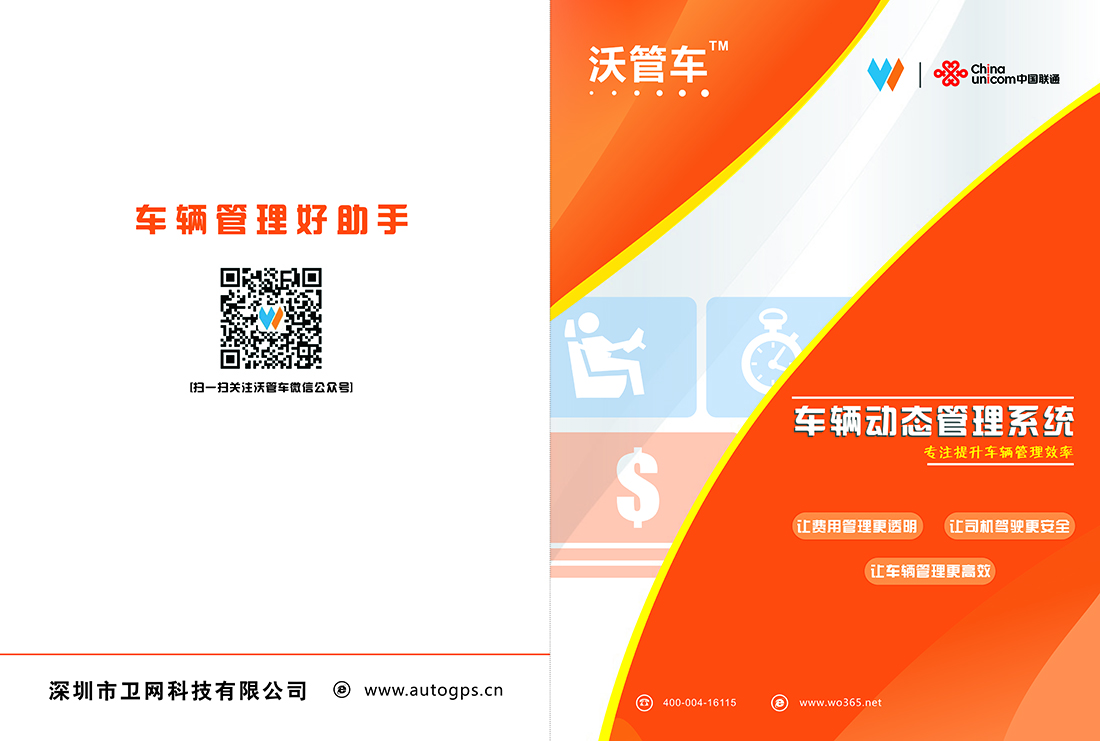 车辆管理好助手
(扫一扫关注沃管车微信公众号)
深圳市卫网科技有限公司
www.autogps.cn
沃管车™
China
unicom中国联通
车辆动态管理系统
专注提升车辆管理效率
让费用管理更透明
让司机驾驶更安全
让车辆管理更高效
400-004-16115
www.wo365.net